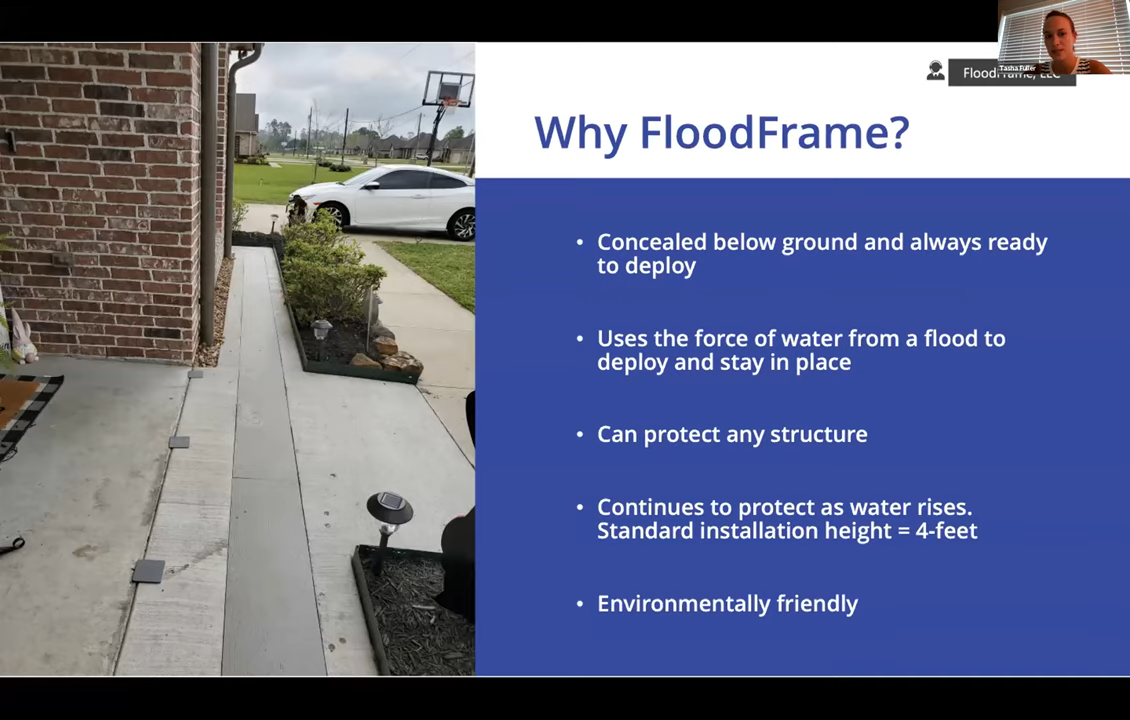 Tasha Fuller
FloodFrame, LLC
Why FloodFrame?
• Concealed below ground and always ready
to deploy
• Uses the force of water from a flood to
deploy and stay in place
• Can protect any structure
• Continues to protect as water rises.
Standard installation height = 4-feet
• Environmentally friendly